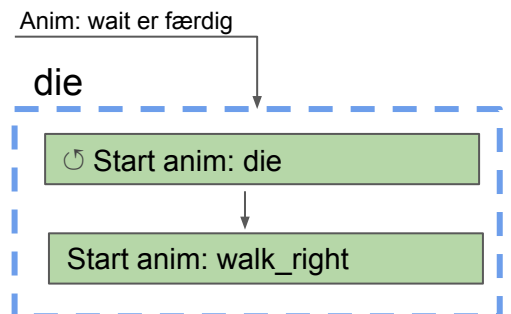 Anim: wait er færdig
die
↺ Start anim: die
Start anim: walk_right